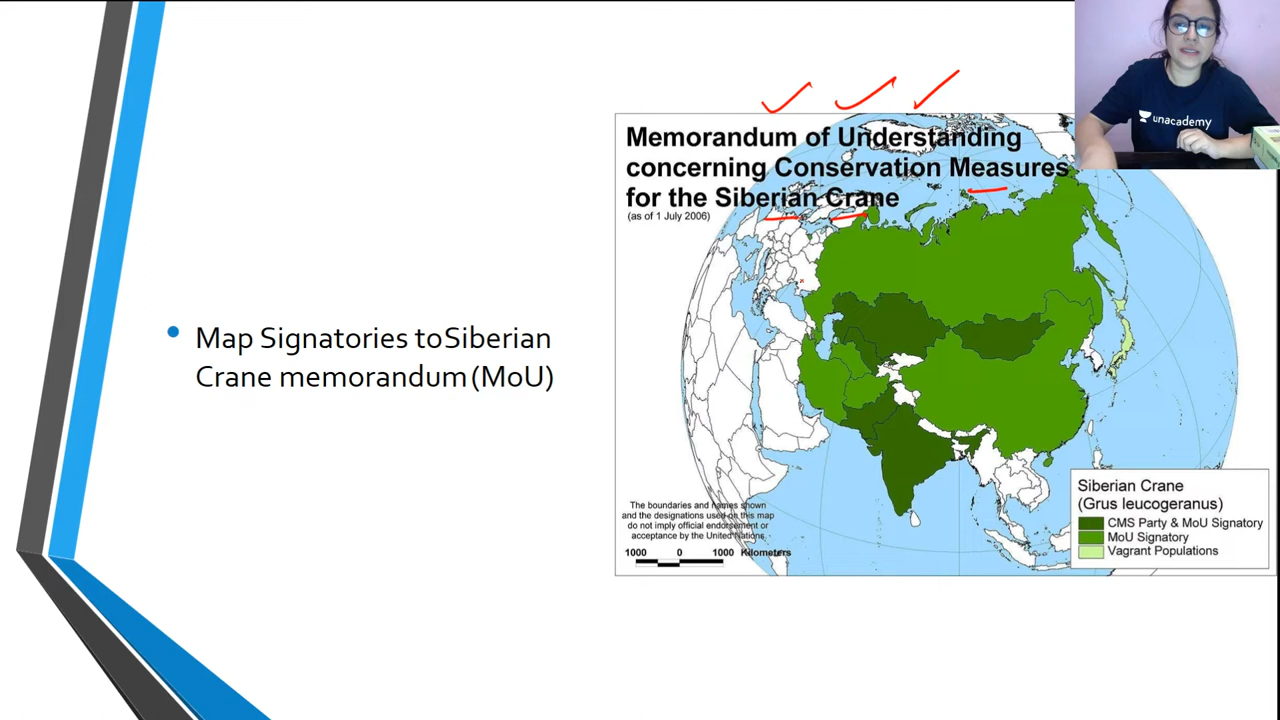 Map Signatories toSiberian
Crane memorandum (MoU)
Memorandum of Understanding
concerning Conservation Measures
for the Siberian Crane
(as of 1 July 2006)
The boundaries and names shown
and the designations used on this map
do not imply official endorsement or
acceptance by the United Nations.
1000 0 1000 Kilometers
Siberian Crane
(Grus leucogeranus)
CMS Party & MoU Signatory
MoU Signatory
Vagrant Populations
unacademy